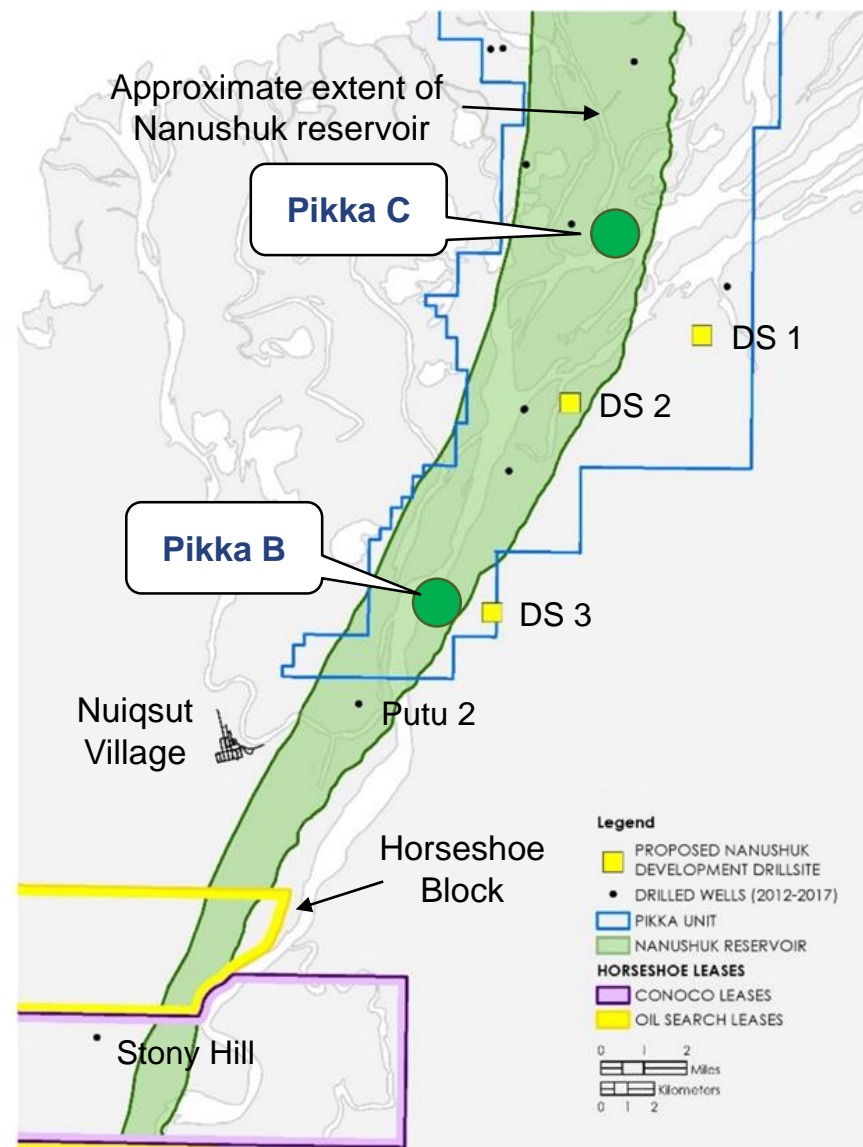 Approximate extent of
Nanushuk reservoir
Pikka C
DS 1
DS 2
Pikka B
DS 3
Nuiqsut
Village
Putu 2
Horseshoe
Block
Stony Hill
Legend
PROPOSED NANUSHUK
DEVELOPMENT DRILLSITE
DRILLED WELLS (2012-2017)
PIKKA UNIT
NANUSHUK RESERVOIR
HORSESHOE LEASES
CONOCO LEASES
OIL SEARCH LEASES
0 1 2
Miles
Kilometers
0 1 2